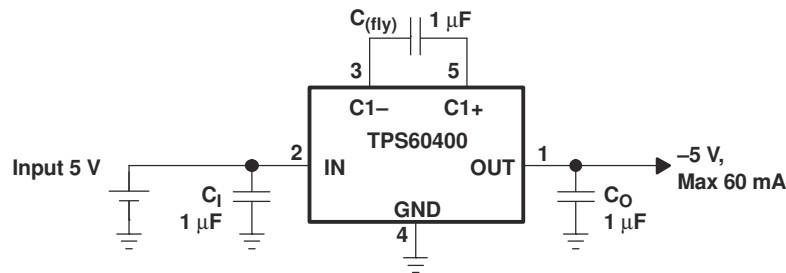 C(fly) 1 μF
3 5
C1– C1+
TPS60400
Input 5 V 2 IN OUT 1 –5 V,
Max 60 mA
CI
1 μF
CO
1 μF
GND
4